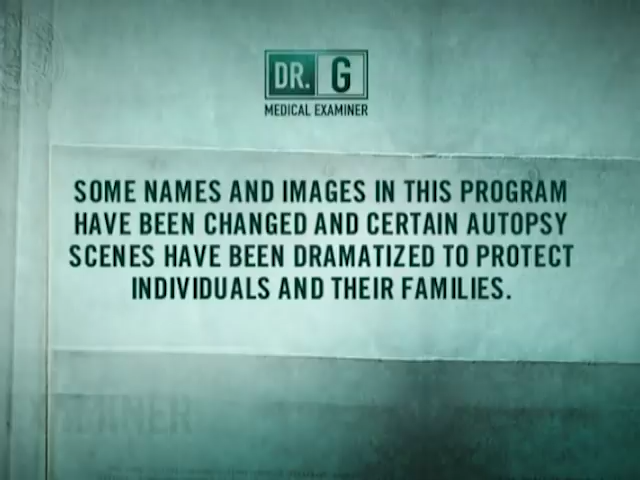 DR. G
MEDICAL EXAMINER
SOME NAMES AND IMAGES IN THIS PROGRAM
HAVE BEEN CHANGED AND CERTAIN AUTOPSY
SCENES HAVE BEEN DRAMATIZED TO PROTECT
INDIVIDUALS AND THEIR FAMILIES.